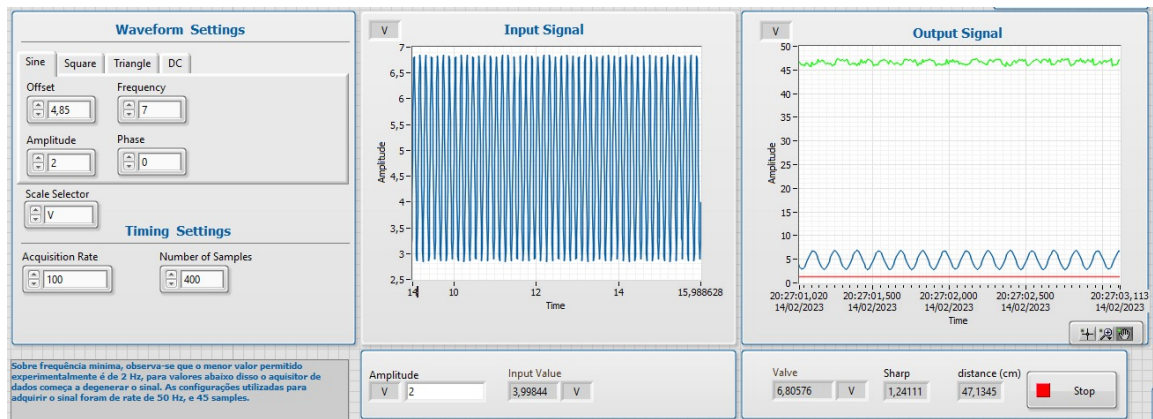 Waveform Settings
Sine Square Triangle DC
Offset Frequency
4,85 7
Amplitude Phase
2 0
Scale Selector
V
Timing Settings
Acquisition Rate Number of Samples
100 400
V Input Signal
Amplitude
7
6,5
6
5,5
5
4,5
4
3,5
3
2,5
14 10 12 14 15,988628
Time
V Output Signal
Amplitude
50
45
40
35
30
25
20
15
10
5
0
20:27:01,020 20:27:01,500 20:27:02,000 20:27:02,500 20:27:03,113
14/02/2023 14/02/2023 14/02/2023 14/02/2023 14/02/2023
Time
Sobre frequência mínima, observa-se que o menor valor permitido
experimentalmente é de 2 Hz, para valores abaixo disso o aquisitor de
dados começa a degenerar o sinal. As configurações utilizadas para
adquirir o sinal foram de rate de 50 Hz, e 45 samples.
Amplitude Input Value
V 2 3,99844 V
Valve Sharp distance (cm)
6,80576 V 1,24111 47,1345 Stop